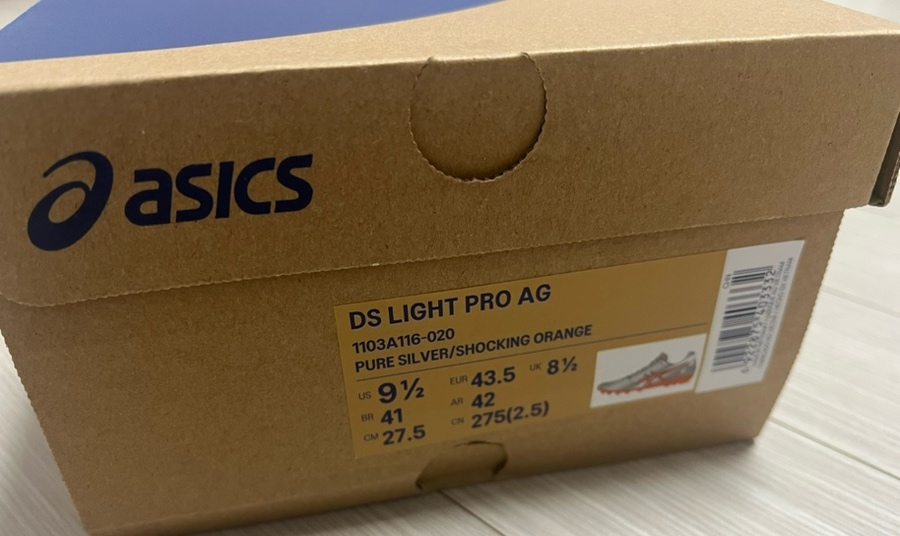 asics
DS LIGHT PRO AG
1103A116-020
PURE SILVER/SHOCKING ORANGE
US 9½ EUR 43.5 UK 8½
BR 41 AR 42
CM 27.5 CN 275(2.5)
CHN